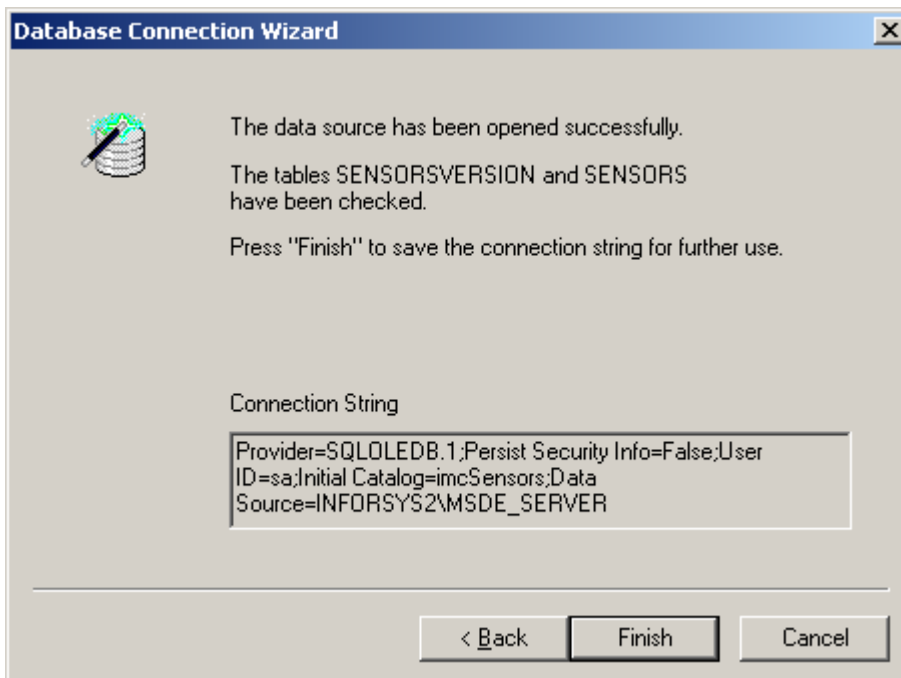 Database Connection Wizard
The data source has been opened successfully.
The tables SENSORSVERSION and SENSORS
have been checked.
Press "Finish" to save the connection string for further use.
Connection String
Provider=SQLOLEDB.1;Persist Security Info=False;User
ID=sa;Initial Catalog=imcSensors;Data
Source=INFORSYS2\MSDE_SERVER
< Back
Finish
Cancel